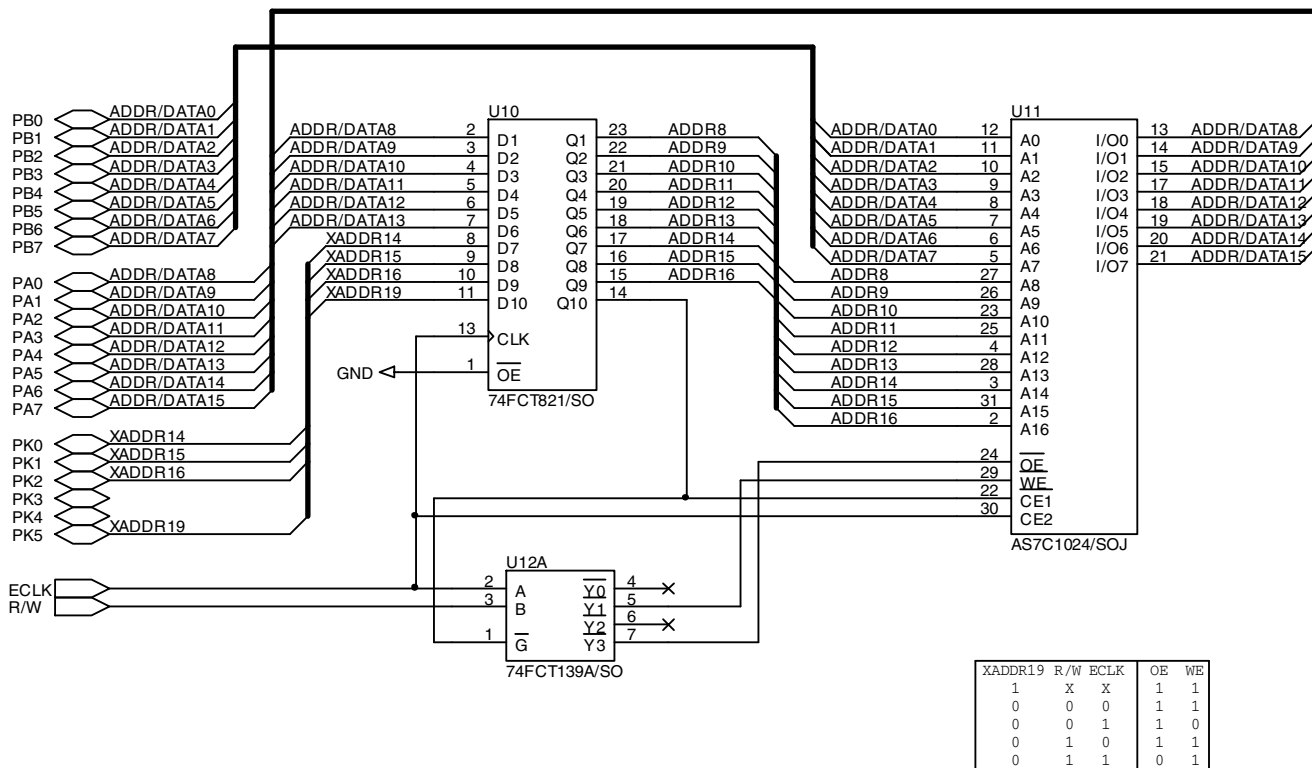 PB0 ADDR/DATA0
PB1 ADDR/DATA1
PB2 ADDR/DATA2
PB3 ADDR/DATA3
PB4 ADDR/DATA4
PB5 ADDR/DATA5
PB6 ADDR/DATA6
PB7 ADDR/DATA7
PA0 ADDR/DATA8
PA1 ADDR/DATA9
PA2 ADDR/DATA10
PA3 ADDR/DATA11
PA4 ADDR/DATA12
PA5 ADDR/DATA13
PA6 ADDR/DATA14
PA7 ADDR/DATA15
PK0 XADDR14
PK1 XADDR15
PK2 XADDR16
PK3
PK4
PK5 XADDR19
ECLK
R/W
U10
ADDR/DATA8 2 D1 Q1 23 ADDR8
ADDR/DATA9 3 D2 Q2 22 ADDR9
ADDR/DATA10 4 D3 Q3 21 ADDR10
ADDR/DATA11 5 D4 Q4 20 ADDR11
ADDR/DATA12 6 D5 Q5 19 ADDR12
ADDR/DATA13 7 D6 Q6 18 ADDR13
XADDR14 8 D7 Q7 17 ADDR14
XADDR15 9 D8 Q8 16 ADDR15
XADDR16 10 D9 Q9 15 ADDR16
XADDR19 11 D10 Q10 14
13 CLK
GND 1 OE
74FCT821/SO
U12A
2 A Y0 4
3 B Y1 5
Y2 6
1 G Y3 7
74FCT139A/SO
U11
ADDR/DATA0 12 A0 I/O0 13 ADDR/DATA8
ADDR/DATA1 11 A1 I/O1 14 ADDR/DATA9
ADDR/DATA2 10 A2 I/O2 15 ADDR/DATA10
ADDR/DATA3 9 A3 I/O3 17 ADDR/DATA11
ADDR/DATA4 8 A4 I/O4 18 ADDR/DATA12
ADDR/DATA5 7 A5 I/O5 19 ADDR/DATA13
ADDR/DATA6 6 A6 I/O6 20 ADDR/DATA14
ADDR/DATA7 5 A7 I/O7 21 ADDR/DATA15
ADDR8 27 A8
ADDR9 26 A9
ADDR10 23 A10
ADDR11 25 A11
ADDR12 4 A12
ADDR13 28 A13
ADDR14 3 A14
ADDR15 31 A15
ADDR16 2 A16
24 OE
29 WE
22 CE1
30 CE2
AS7C1024/SOJ
XADDR19 R/W ECLK OE WE
1 X X 1 1
0 0 0 1 1
0 0 1 1 0
0 1 0 1 1
0 1 1 0 1